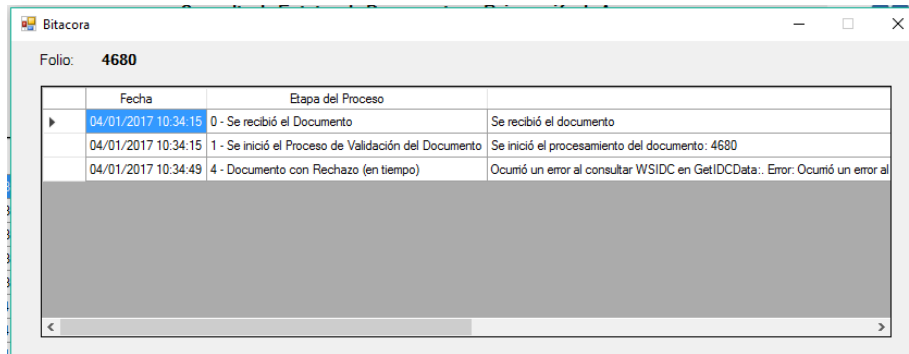 Bitacora
Folio: 4680
Fecha Etapa del Proceso
04/01/2017 10:34:15 0 - Se recibió el Documento Se recibió el documento
04/01/2017 10:34:15 1 - Se inició el Proceso de Validación del Documento Se inició el procesamiento del documento: 4680
04/01/2017 10:34:49 4 - Documento con Rechazo (en tiempo) Ocurrió un error al consultar WSIDC en GetIDCData:. Error: Ocurrió un error al